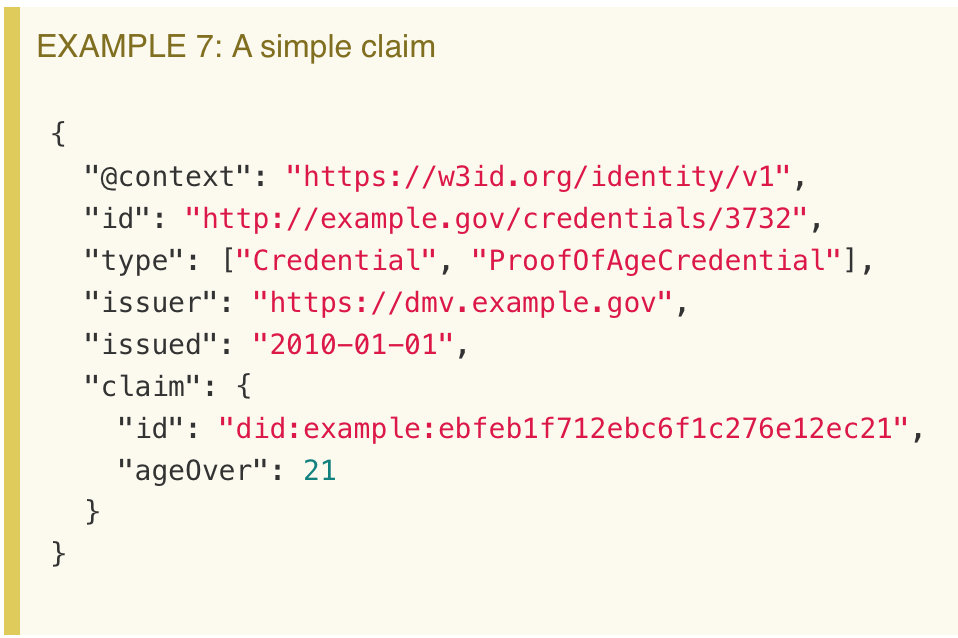 EXAMPLE 7: A simple claim
{
"@context": "https://w3id.org/identity/v1",
"id": "http://example.gov/credentials/3732",
"type": ["Credential", "ProofOfAgeCredential"],
"issuer": "https://dmv.example.gov",
"issued": "2010-01-01",
"claim": {
"id": "did:example:ebfeb1f712ebc6f1c276e12ec21",
"ageOver": 21
}
}